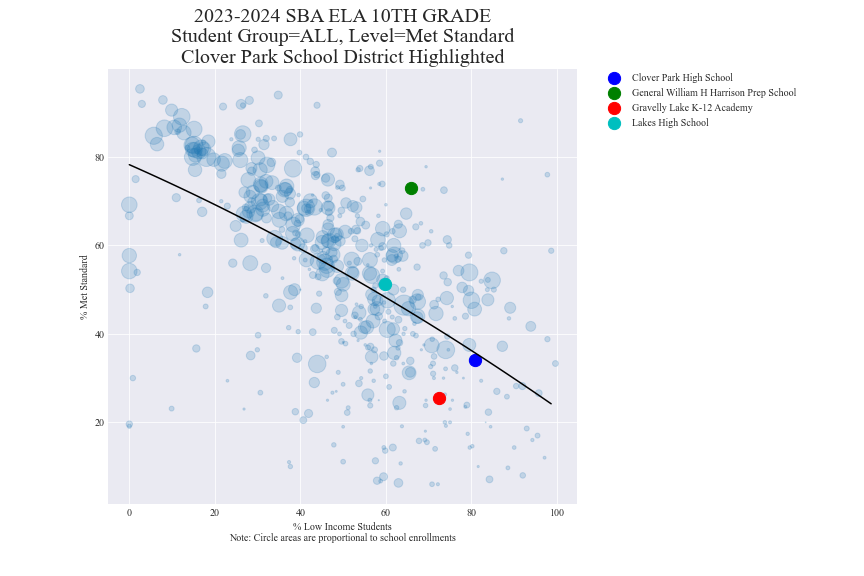 2023-2024 SBA ELA 10TH GRADE
Student Group=ALL, Level=Met Standard
Clover Park School District Highlighted
Clover Park High School
General William H Harrison Prep School
Gravelly Lake K-12 Academy
Lakes High School
% Met Standard
80
60
40
20
0 20 40 60 80 100
% Low Income Students
Note: Circle areas are proportional to school enrollments